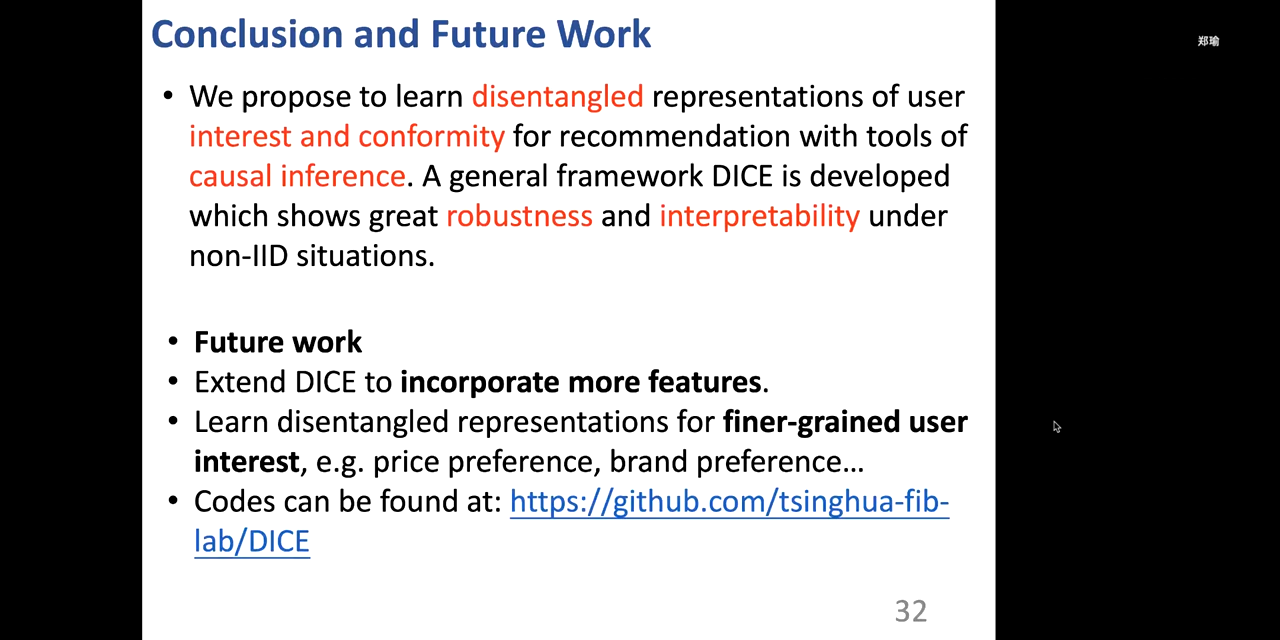 Conclusion and Future Work
郑瑜
• We propose to learn disentangled representations of user
interest and conformity for recommendation with tools of
causal inference. A general framework DICE is developed
which shows great robustness and interpretability under
non-IID situations.
• Future work
• Extend DICE to incorporate more features.
• Learn disentangled representations for finer-grained user
interest, e.g. price preference, brand preference…
• Codes can be found at: https://github.com/tsinghua-fib-
lab/DICE
32